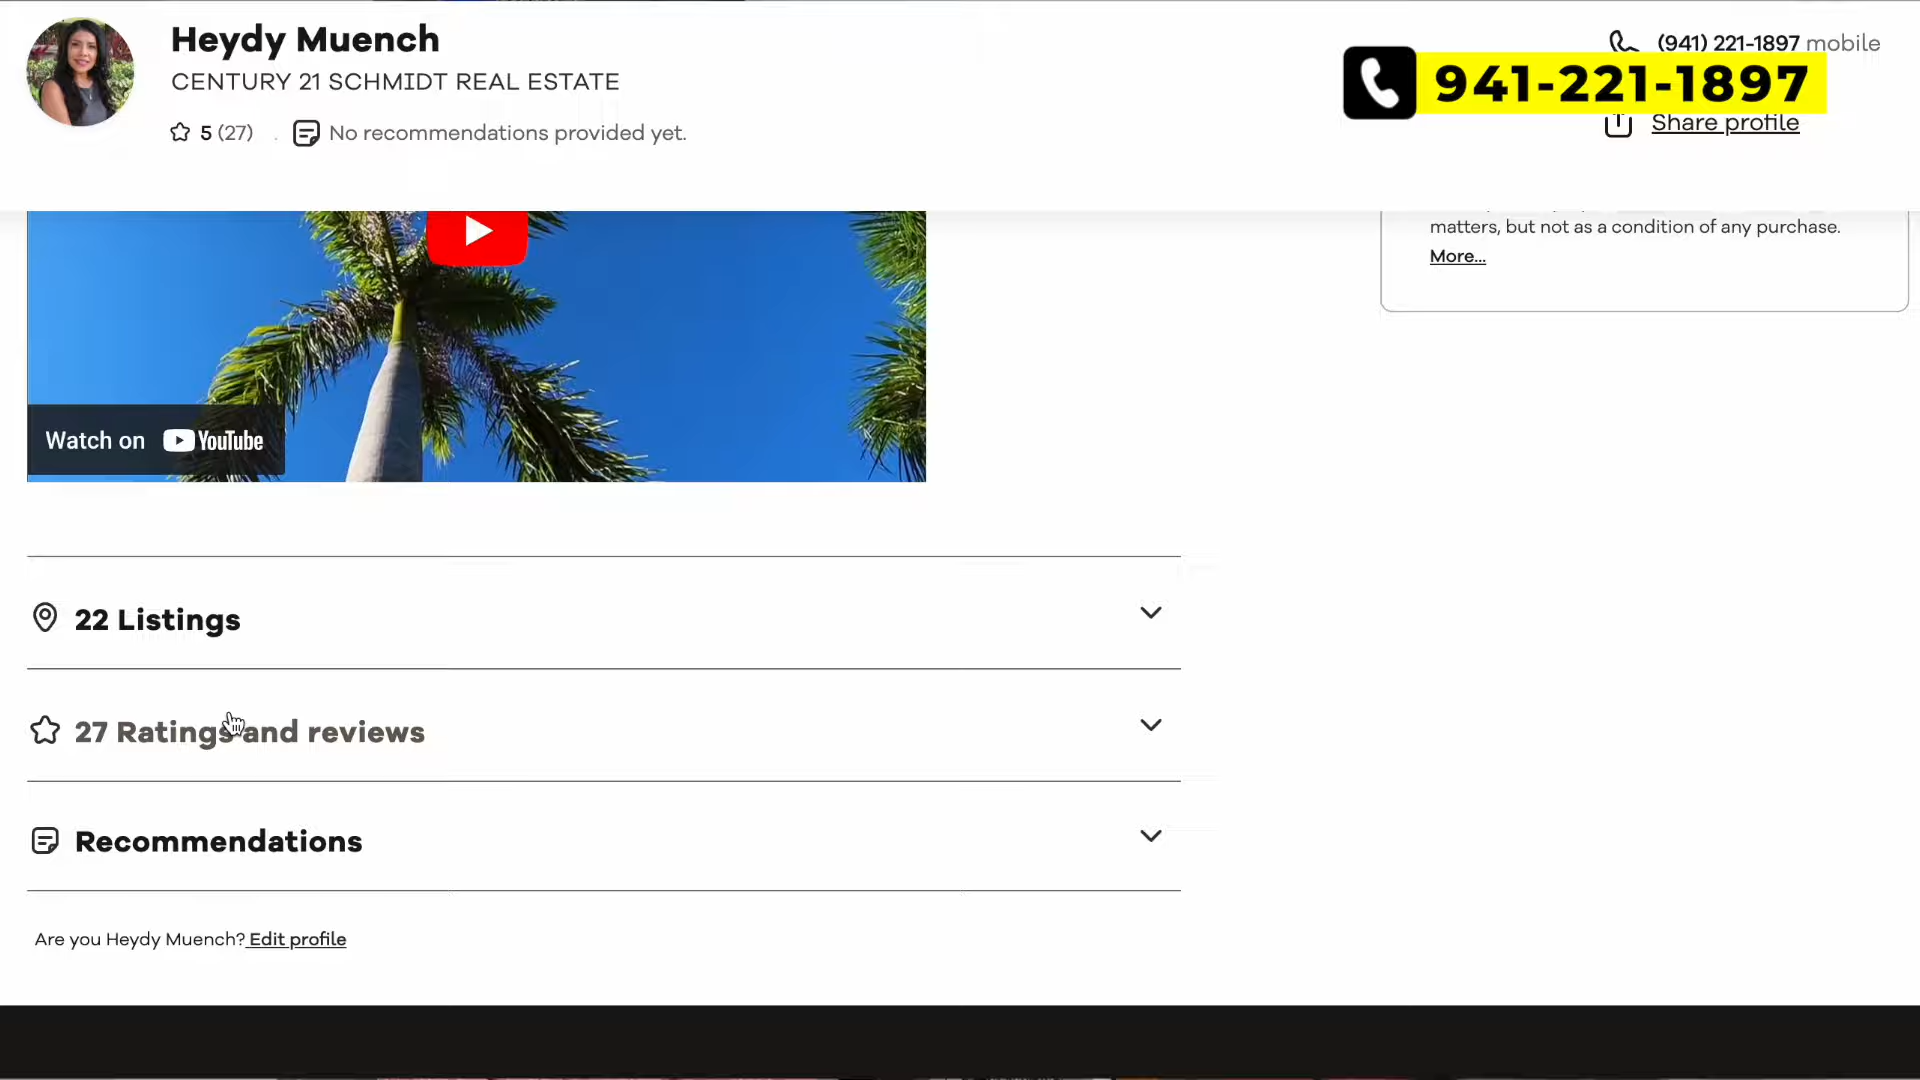 Heydy Muench
CENTURY 21 SCHMIDT REAL ESTATE
5 (27) . No recommendations provided yet.
(941) 221-1897 mobile
941-221-1897
Share profile
matters, but not as a condition of any purchase.
More...
Watch on YouTube
22 Listings
27 Ratings and reviews
Recommendations
Are you Heydy Muench? Edit profile